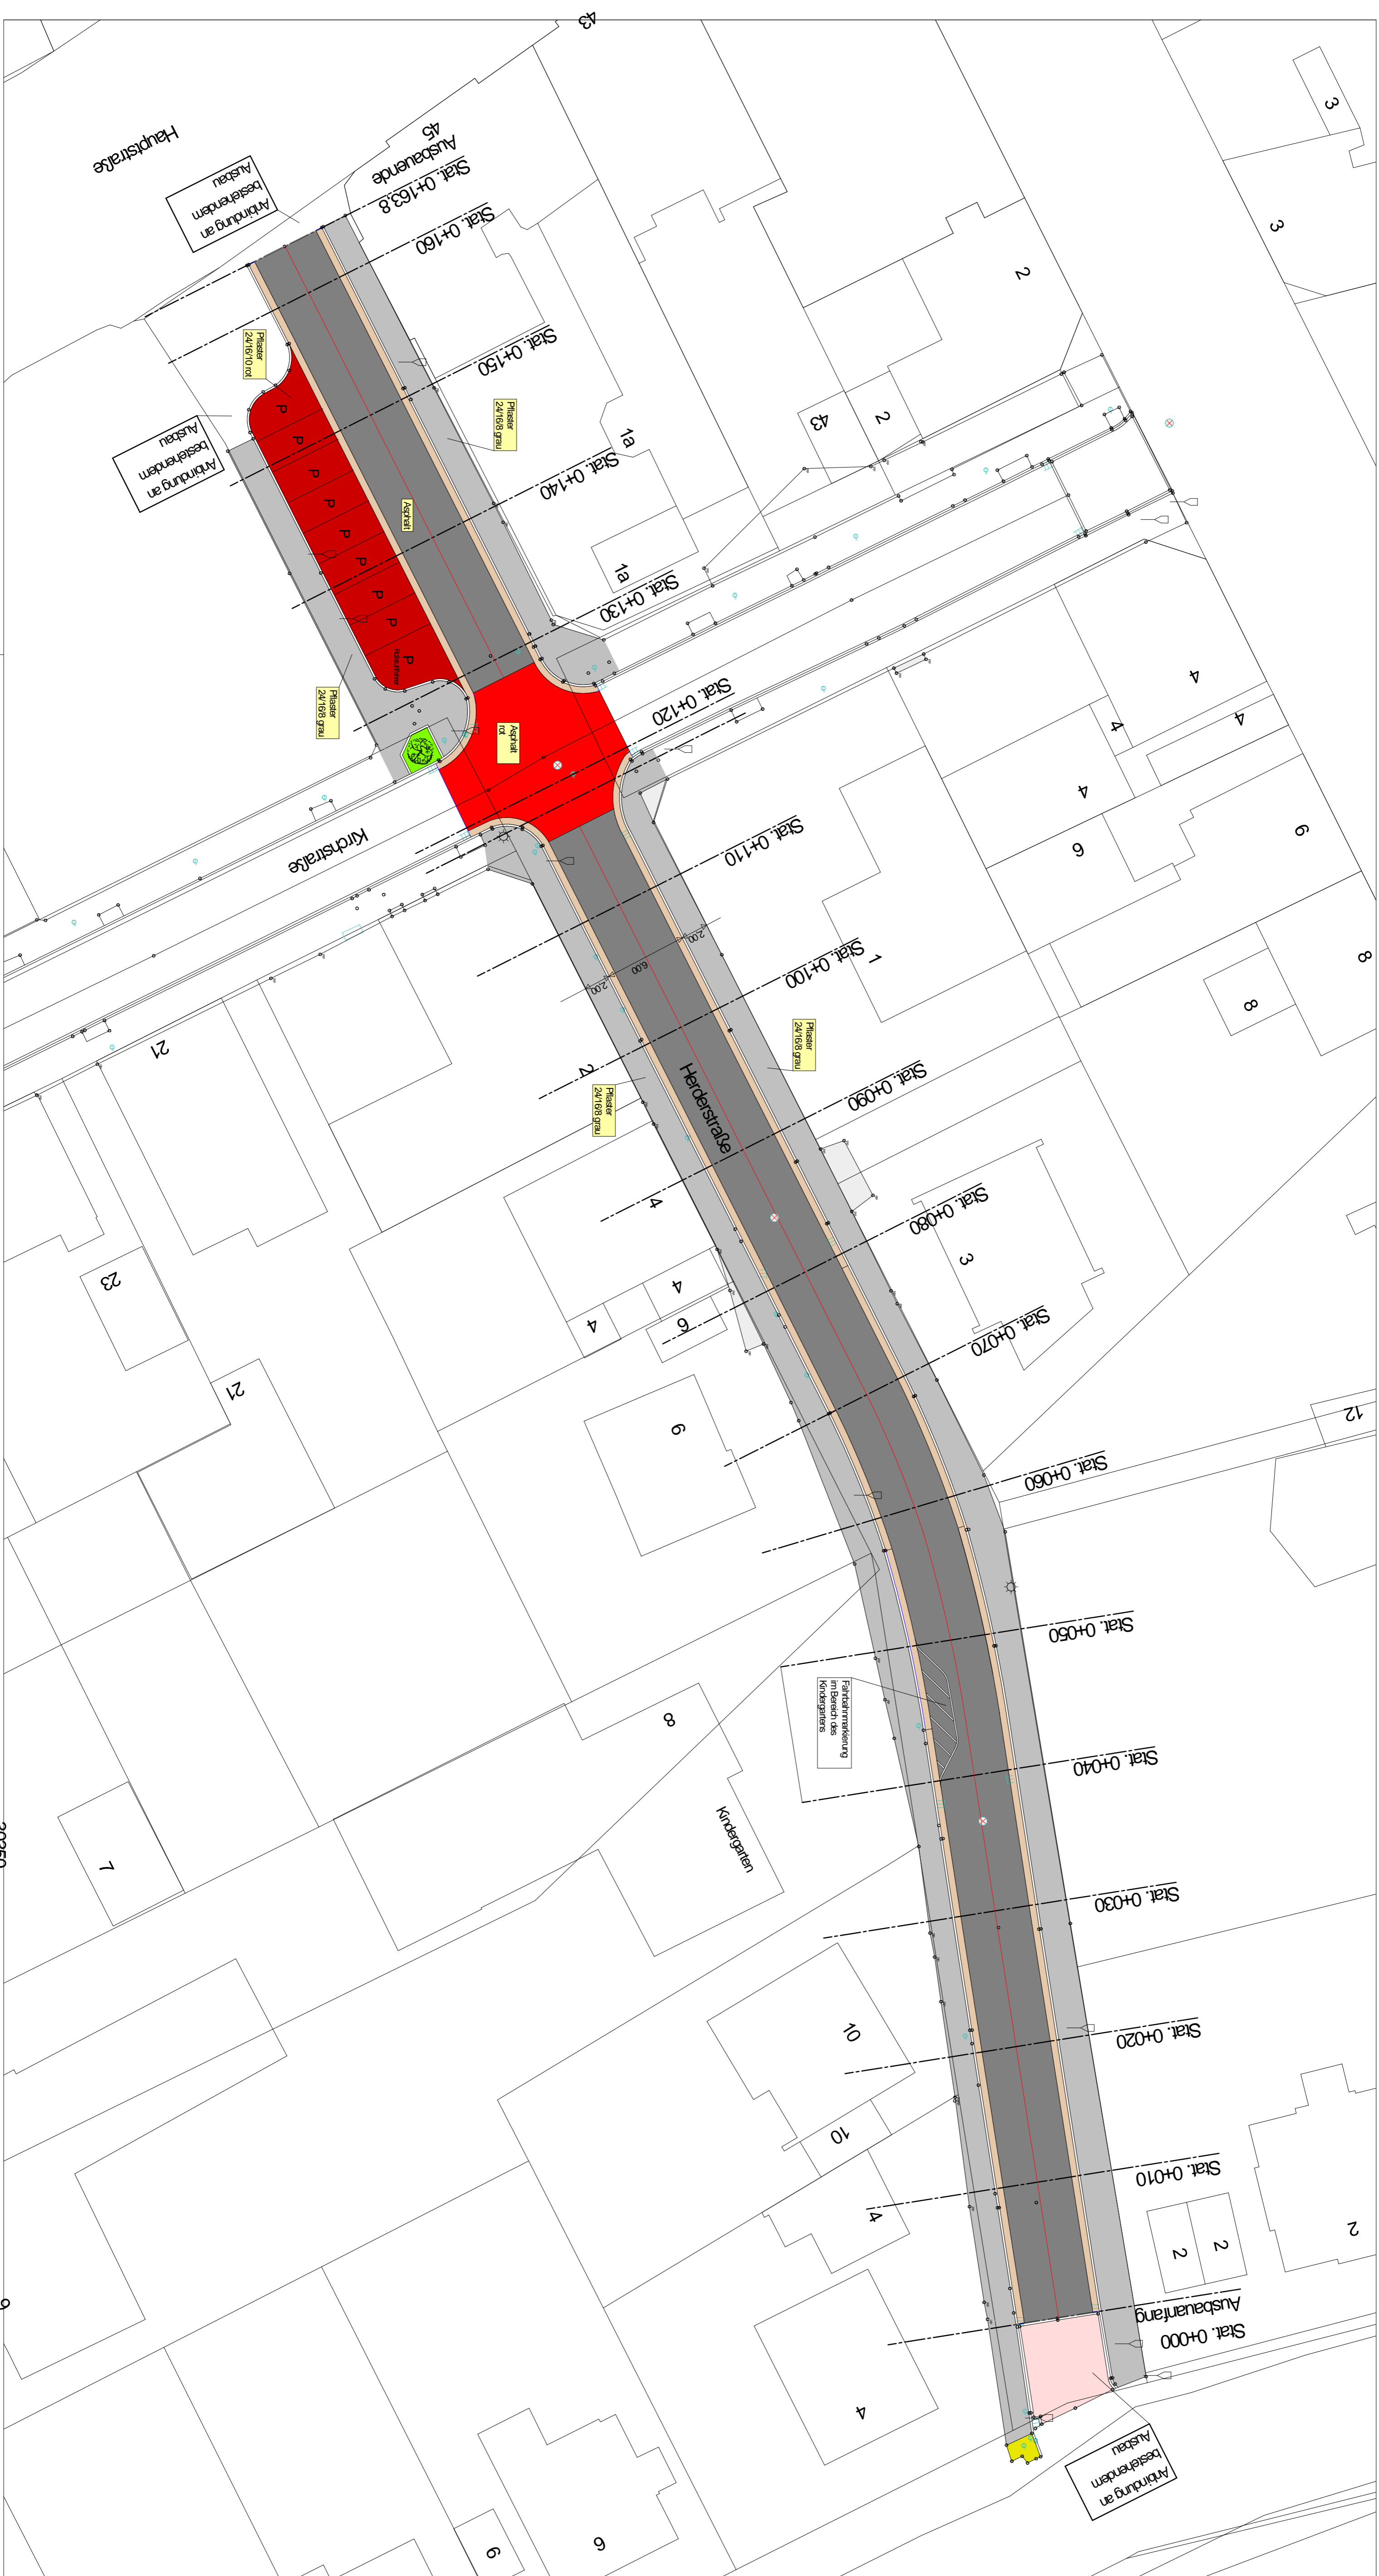 43
45
Hauptstraße
Anbindung an
bestehendem
Ausbau
Ausbauende
Stat. 0+163.8
Stat. 0+160
Stat. 0+150
Stat. 0+140
Stat. 0+130
Stat. 0+120
Stat. 0+110
Stat. 0+100
Stat. 0+090
Stat. 0+080
Stat. 0+070
Stat. 0+060
Stat. 0+050
Stat. 0+040
Stat. 0+030
Stat. 0+020
Stat. 0+010
Ausbauanfang
Stat. 0+000
Pflaster
24/16/10 rot
Anbindung an
bestehendem
Ausbau
Pflaster
24/16/8 grau
Asphalt
P
P
P
P
P
P
P
P
P
Pflaster
24/16/8 grau
Asphalt
rot
Kirchstraße
2.00
6.00
2.00
Pflaster
24/16/8 grau
Pflaster
24/16/8 grau
Herderstraße
Fahrbahnmarkierung
im Bereich des
Kindergartens
Kindergarten
Anbindung an
bestehendem
Ausbau
3
3
2
2
43
1a
1a
4
4
4
4
6
6
8
8
1
2
21
23
21
4
4
4
6
6
3
12
8
7
10
10
4
4
2
2
2
6
6